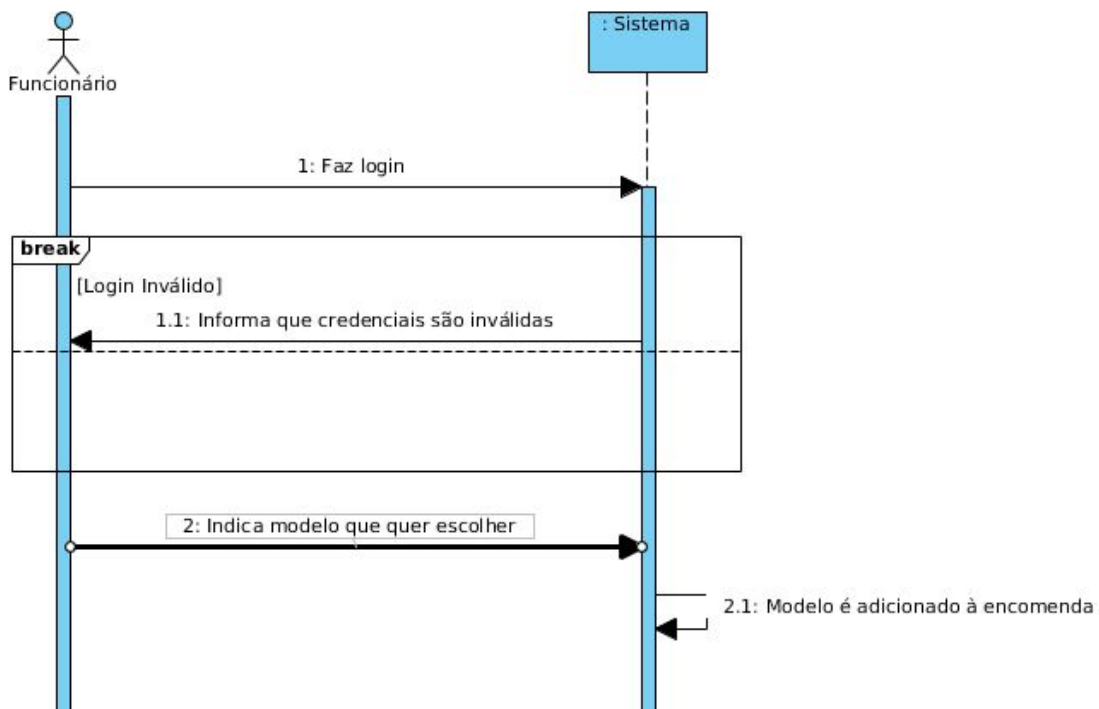 : Sistema
Funcionário
1: Faz login
break
[Login Inválido]
1.1: Informa que credenciais são inválidas
2: Indica modelo que quer escolher
2.1: Modelo é adicionado à encomenda